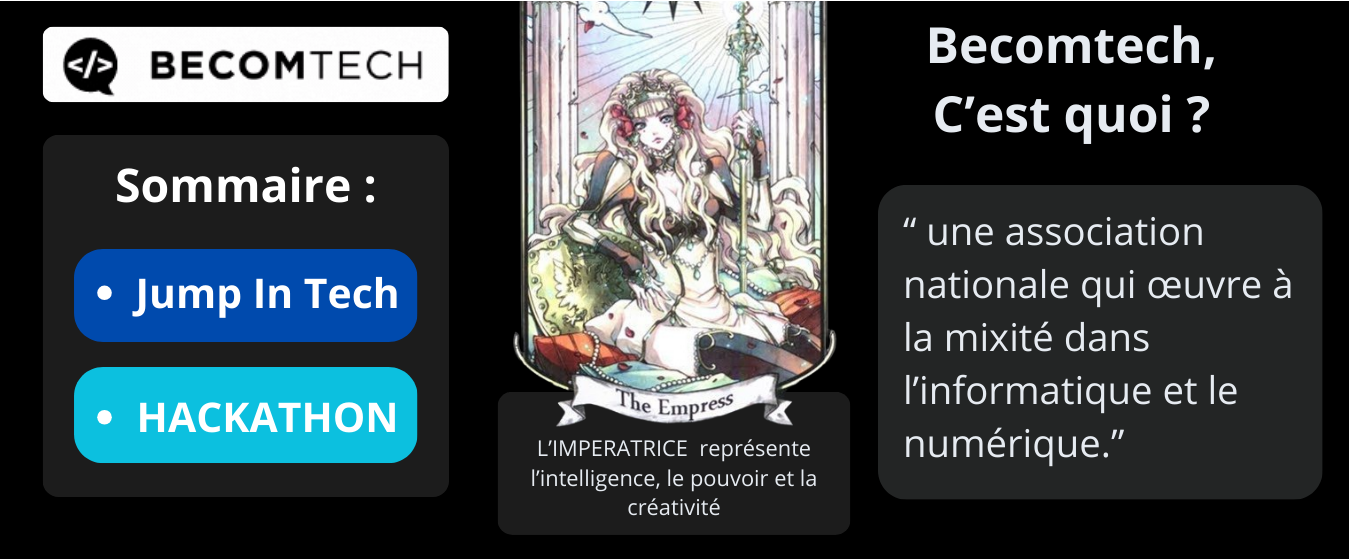 </> BECOMTECH
Sommaire :
• Jump In Tech
• HACKATHON
The Empress
L’IMPERATRICE représente
l’intelligence, le pouvoir et la
créativité
Becomtech,
C’est quoi ?
“ une association
nationale qui œuvre à
la mixité dans
l’informatique et le
numérique.”